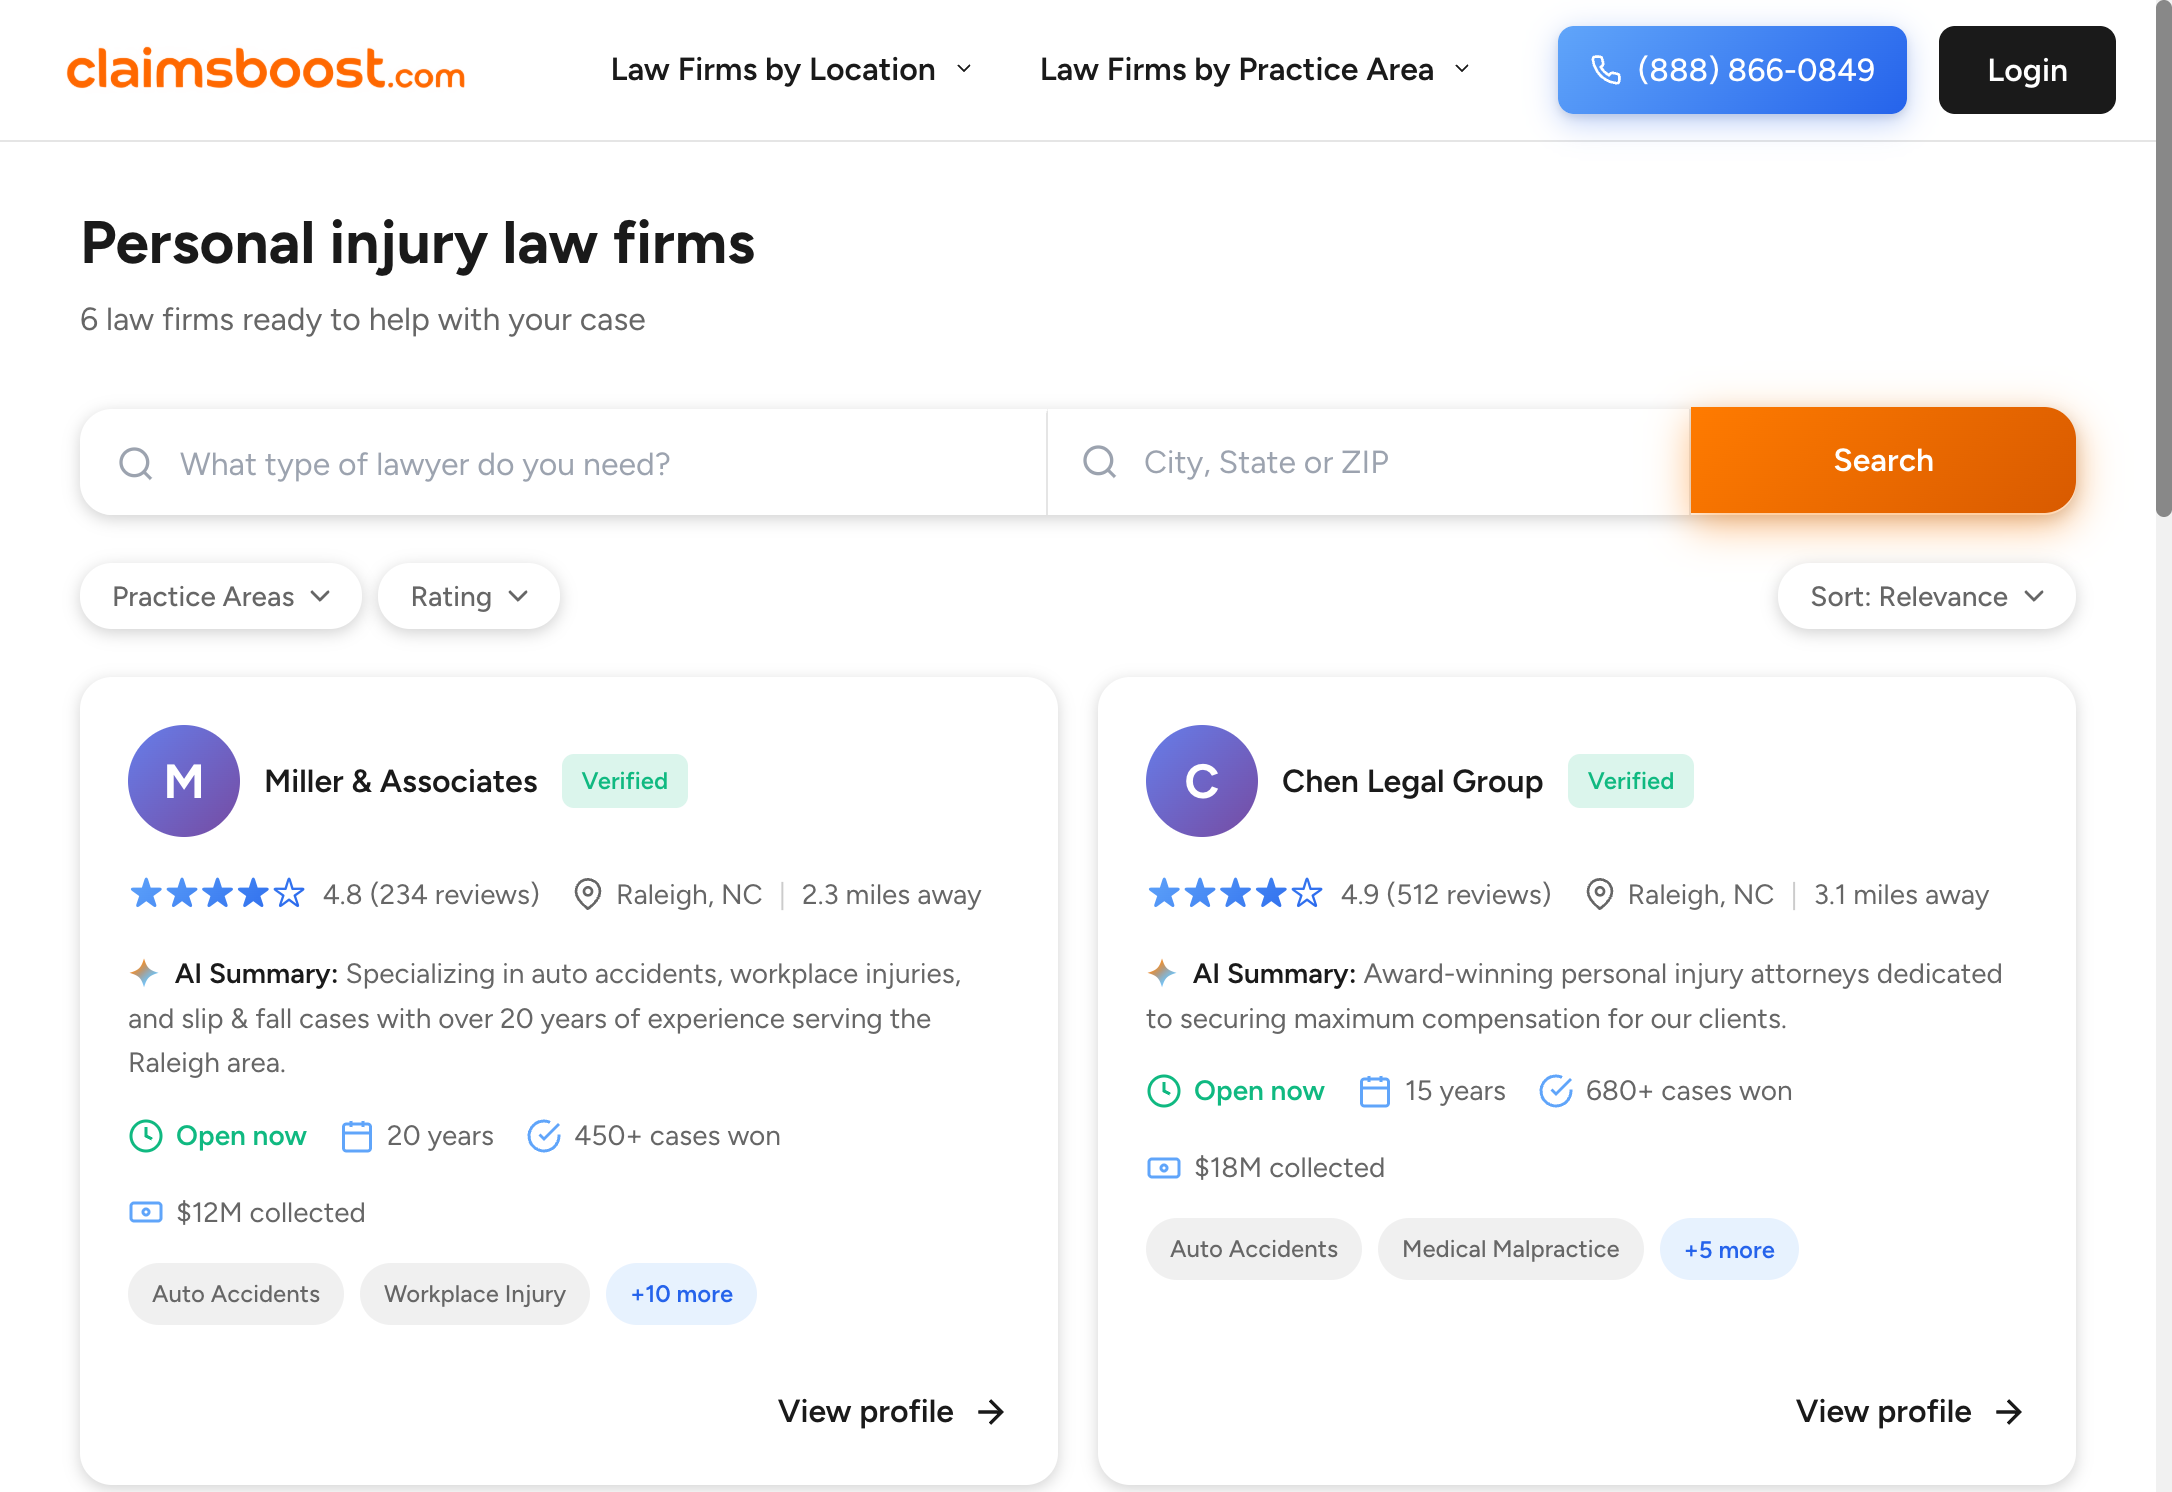 claimsboost.com
Law Firms by Location
Law Firms by Practice Area
(888) 866-0849
Login
Personal injury law firms
6 law firms ready to help with your case
What type of lawyer do you need?
City, State or ZIP
Search
Practice Areas
Rating
Sort: Relevance
M
Miller & Associates
Verified
4.8 (234 reviews)
Raleigh, NC | 2.3 miles away
AI Summary: Specializing in auto accidents, workplace injuries,
and slip & fall cases with over 20 years of experience serving the
Raleigh area.
Open now
20 years
450+ cases won
$12M collected
Auto Accidents
Workplace Injury
+10 more
View profile
C
Chen Legal Group
Verified
4.9 (512 reviews)
Raleigh, NC | 3.1 miles away
AI Summary: Award-winning personal injury attorneys dedicated
to securing maximum compensation for our clients.
Open now
15 years
680+ cases won
$18M collected
Auto Accidents
Medical Malpractice
+5 more
View profile